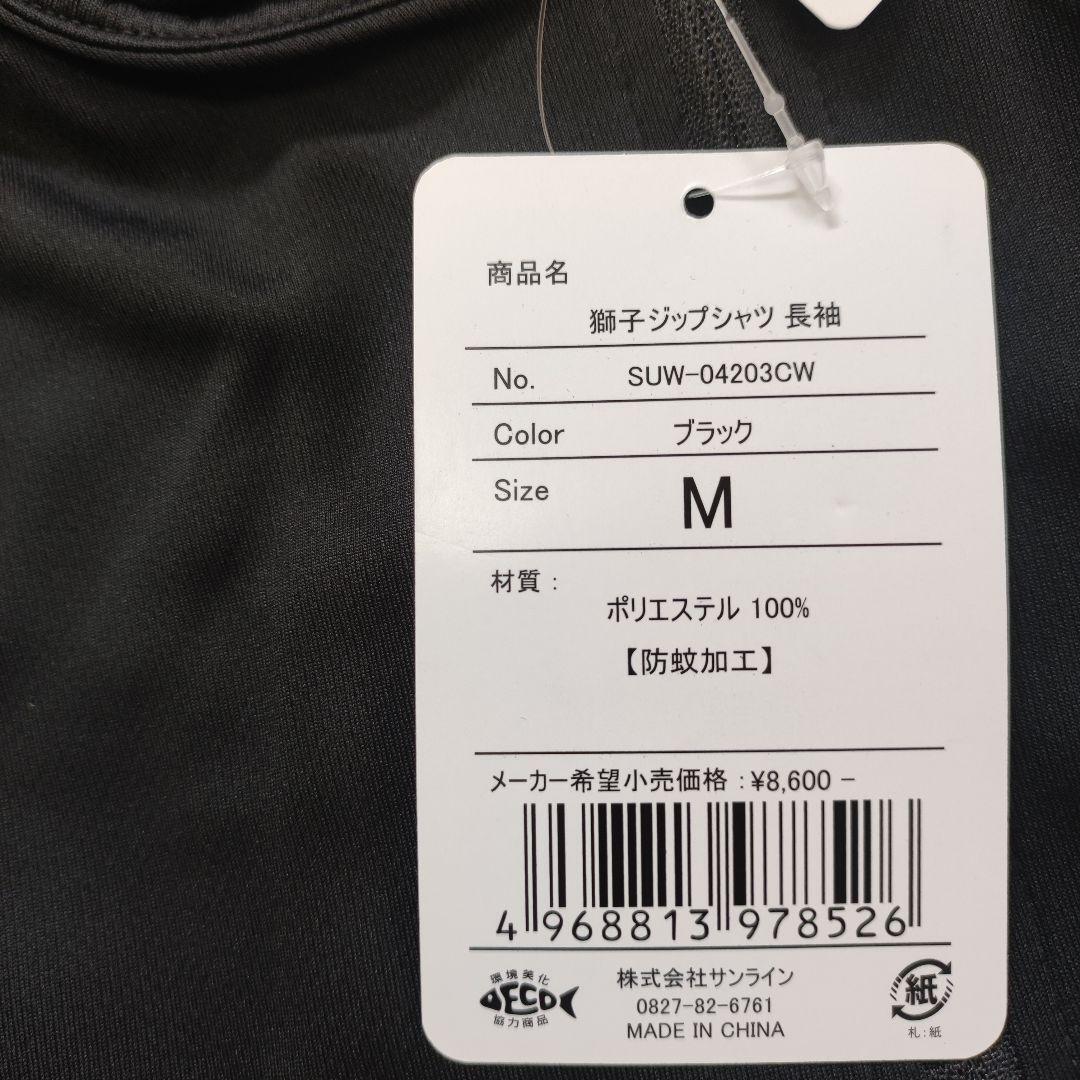 商品名
獅子ジップシャツ 長袖
No. SUW-04203CW
Color ブラック
Size M
材質：
ポリエステル 100%
【防蚊加工】
メーカー希望小売価格：¥8,600－
4 968813 978526
環境美化
DECO
協力商品
株式会社サンライン
0827-82-6761
MADE IN CHINA
紙
札：紙